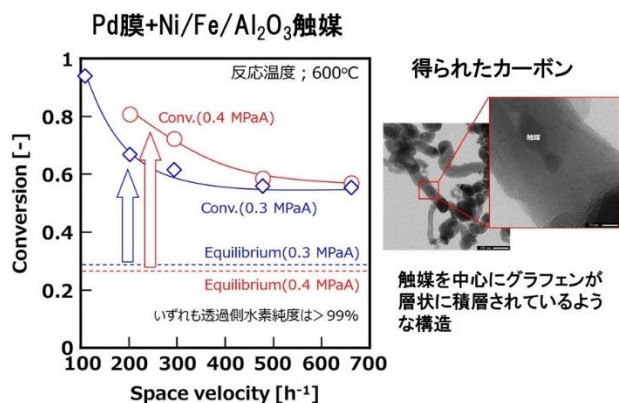 Pd膜+Ni/Fe/Al₂O₃触媒
反応温度；600℃
Conv.(0.4 MPaA)
Conv.(0.3 MPaA)
Equilibrium(0.3 MPaA)
Equilibrium(0.4 MPaA)
いずれも透過側水素純度は＞99%
Conversion [-]
1
0.8
0.6
0.4
0.2
0
100 200 300 400 500 600 700
Space velocity [h⁻¹]
得られたカーボン
触媒
触媒を中心にグラフェンが
層状に積層されているよう
な構造